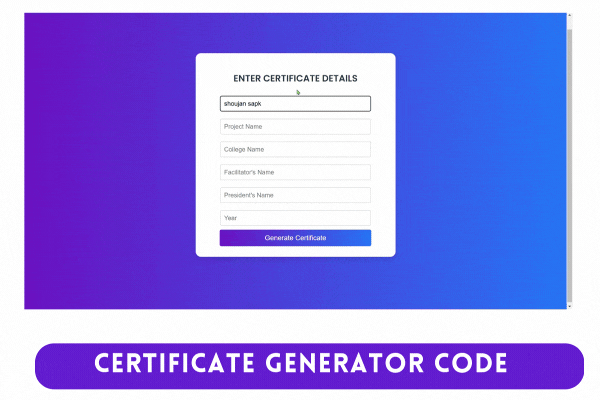 ENTER CERTIFICATE DETAILS
shoujan sapk
Project Name
College Name
Facilitator's Name
President's Name
Year
Generate Certificate
CERTIFICATE GENERATOR CODE